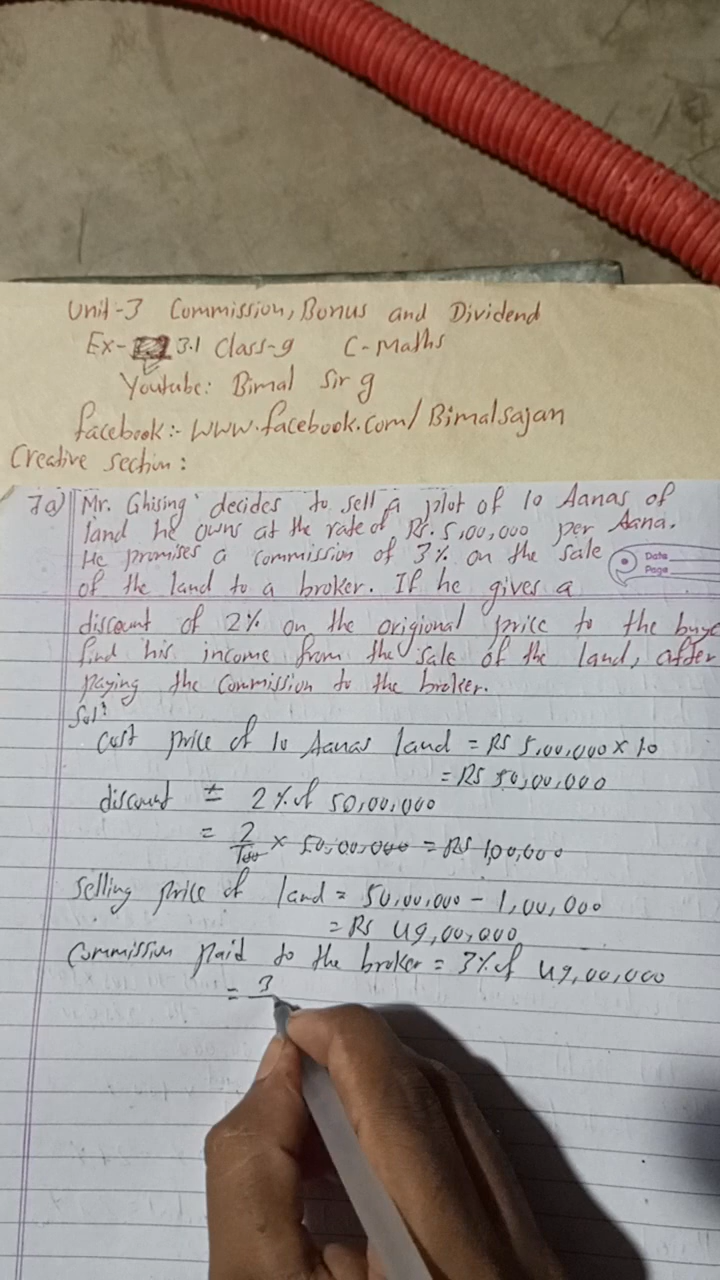 Unit-3 Commission, Bonus and Dividend
Ex- 3.1 Class-9 C-Maths
Youtube: Bimal Sir g
facebook:- www.facebook.com/Bimalsajan
Creative section:
7a) Mr. Ghising decides to sell a plot of 10 Aanas of
land he owns at the rate of Rs. 5,00,000 per Aana.
He promises a commission of 3% on the sale
Date
Page
of the land to a broker. If he gives a
discount of 2% on the origional price to the buye
find his income from the sale of the land, after
paying the commission to the broker.
Soln
Cost price of 10 Aanas land = RS 5,00,000 x 10
= RS 50,00,000
discount = 2% of 50,00,000
= 2/100 x 50,00,000 = RS 1,00,000
Selling price of land = 50,00,000 - 1,00,000
= RS 49,00,000
Commission paid to the broker = 3% of 49,00,000
= 3